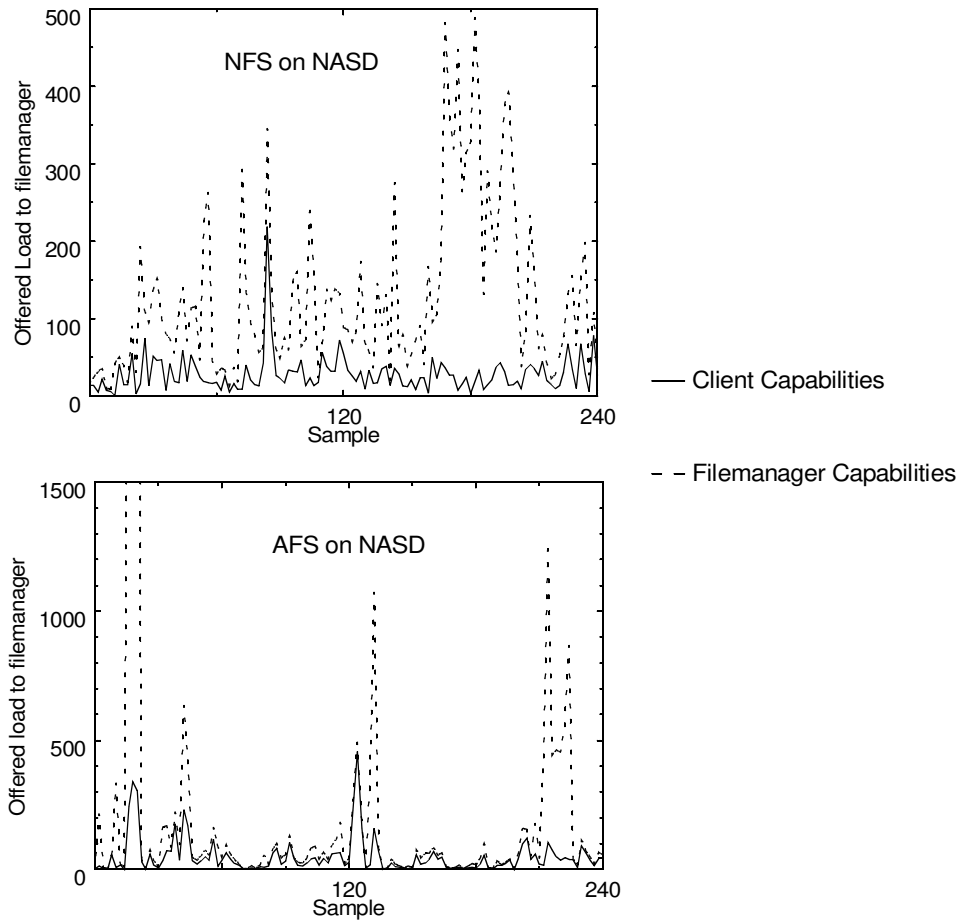 500
400
300
200
100
0
Offered Load to filemanager
NFS on NASD
120
240
Sample
Client Capabilities
Filemanager Capabilities
1500
1000
500
0
Offered load to filemanager
AFS on NASD
120
240
Sample